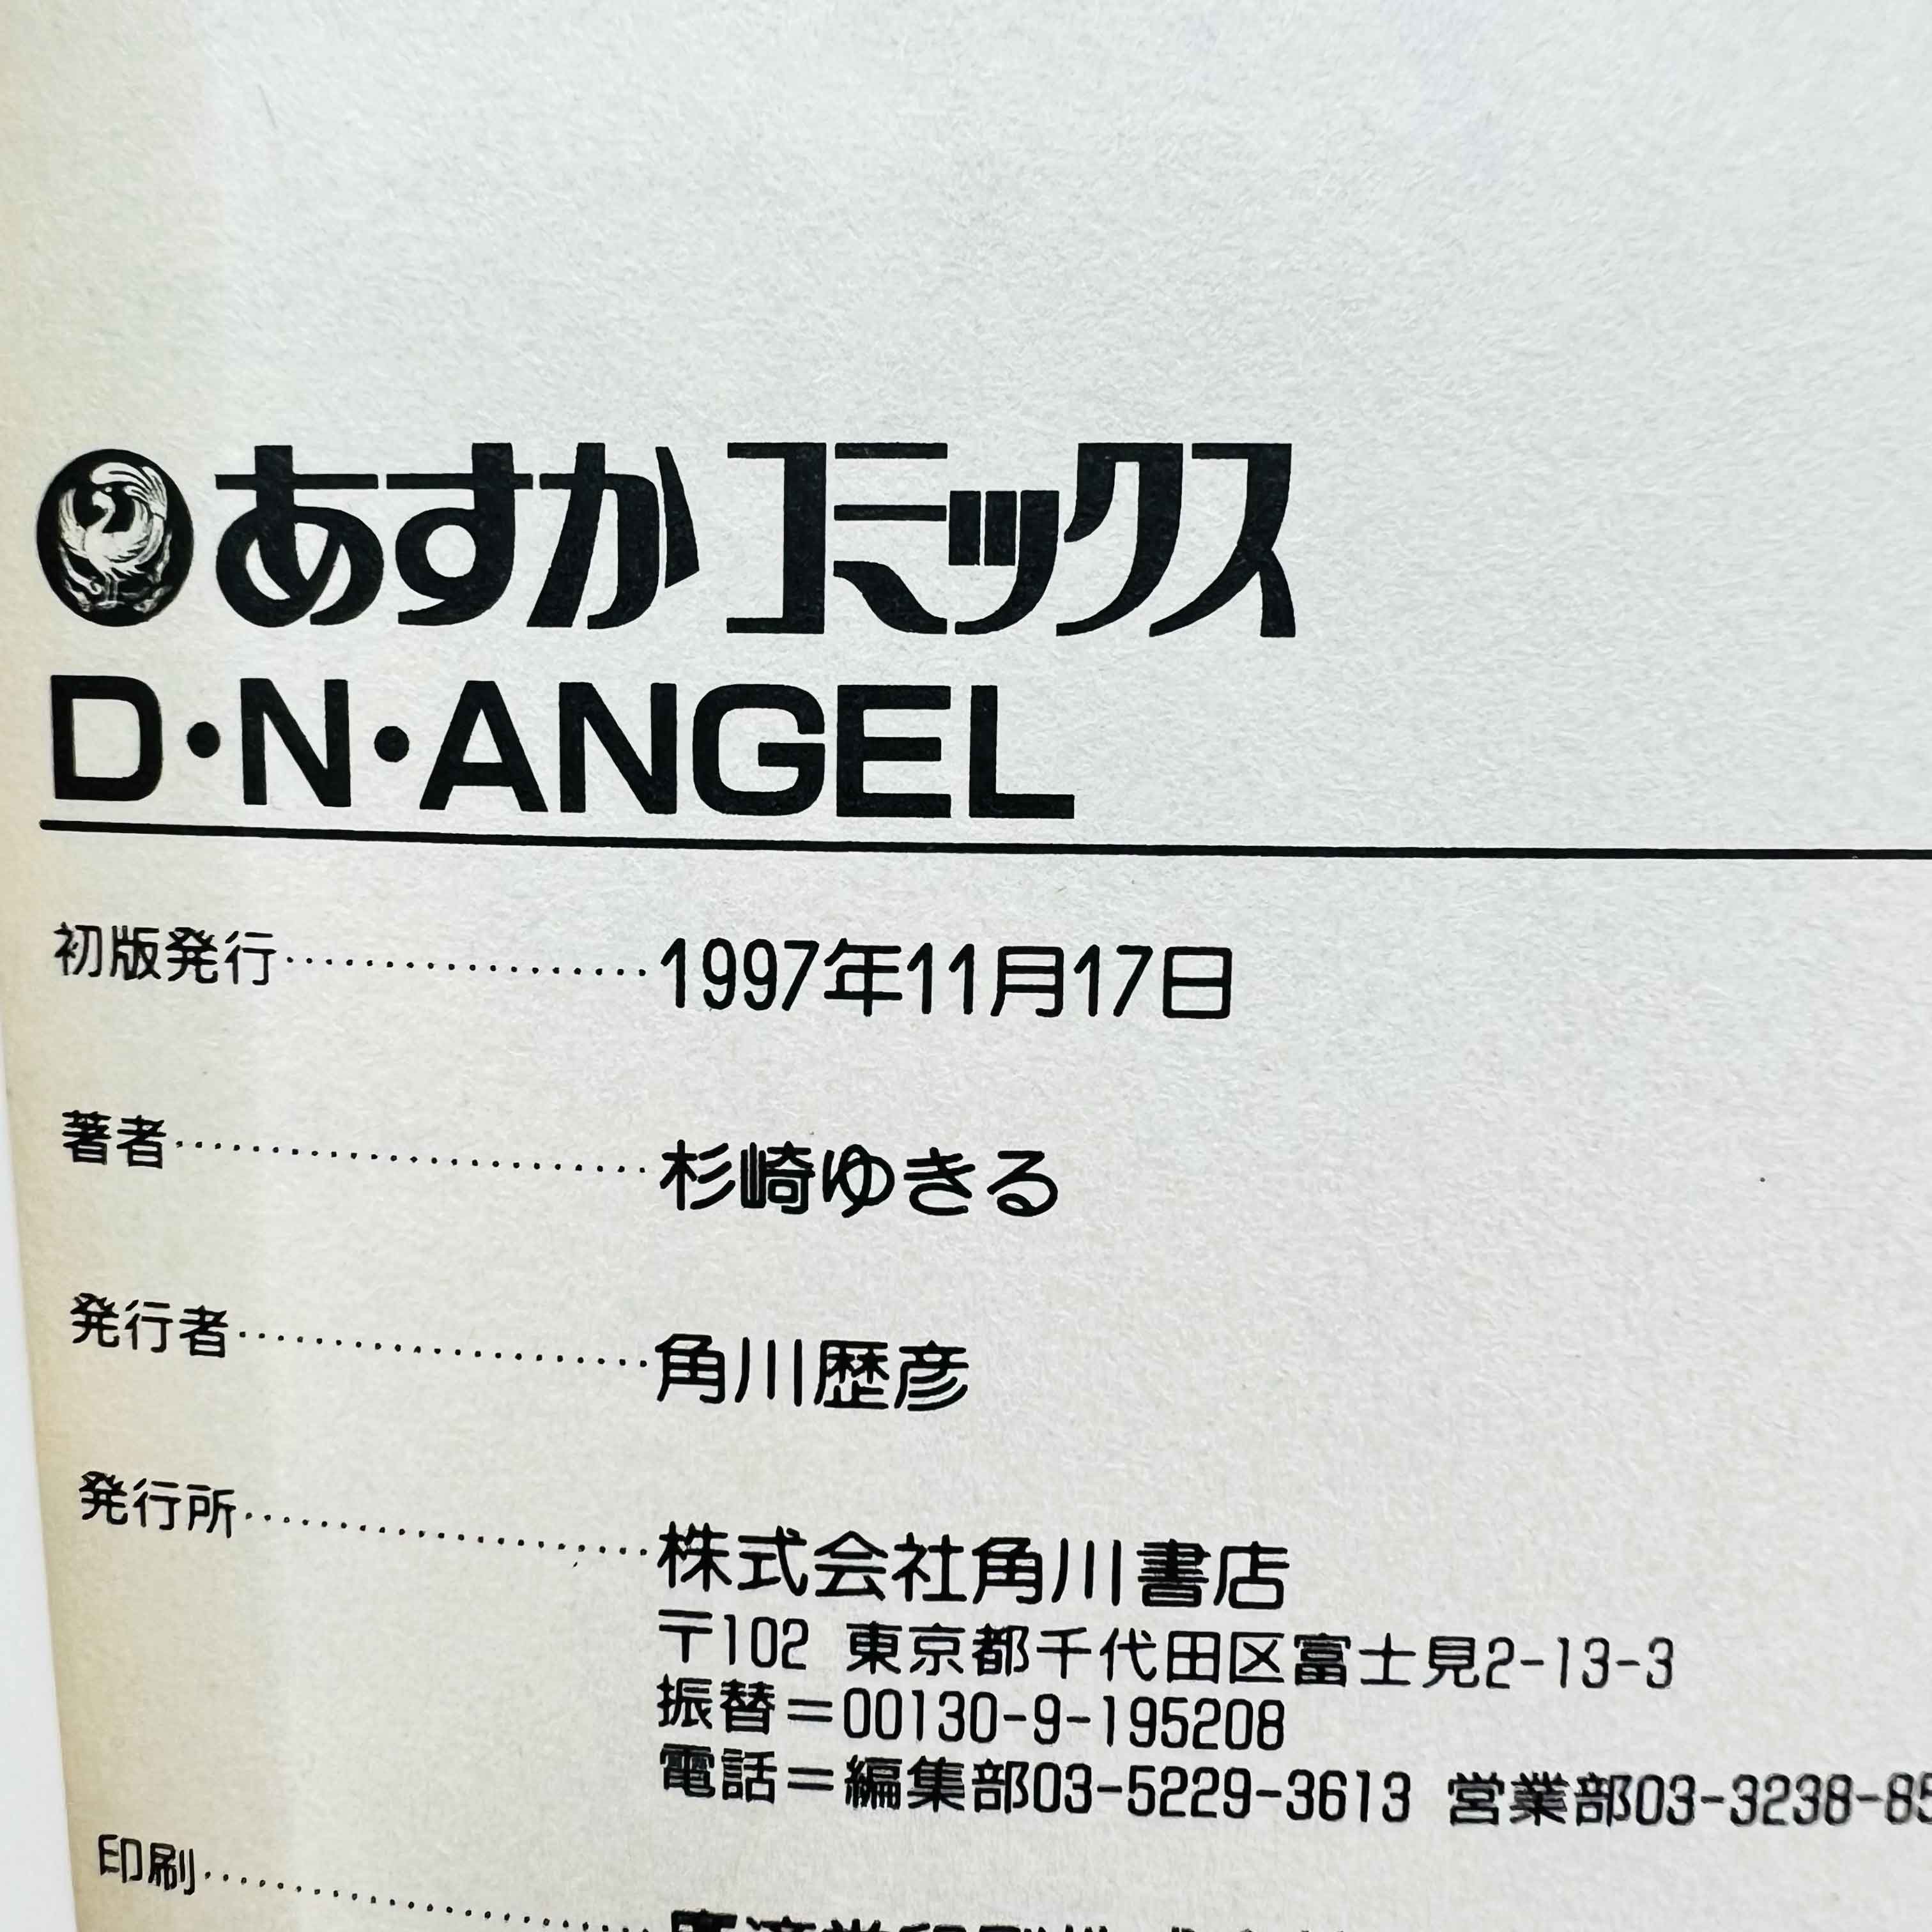 あすかコミックス
D・N・ANGEL
初版発行………………1997年11月17日
著者………………杉崎ゆきる
発行者………………角川歴彦
発行所………………株式会社角川書店
〒102 東京都千代田区富士見2-13-3
振替＝00130-9-195208
電話＝編集部03-5229-3613 営業部03-3238-85
印刷………………